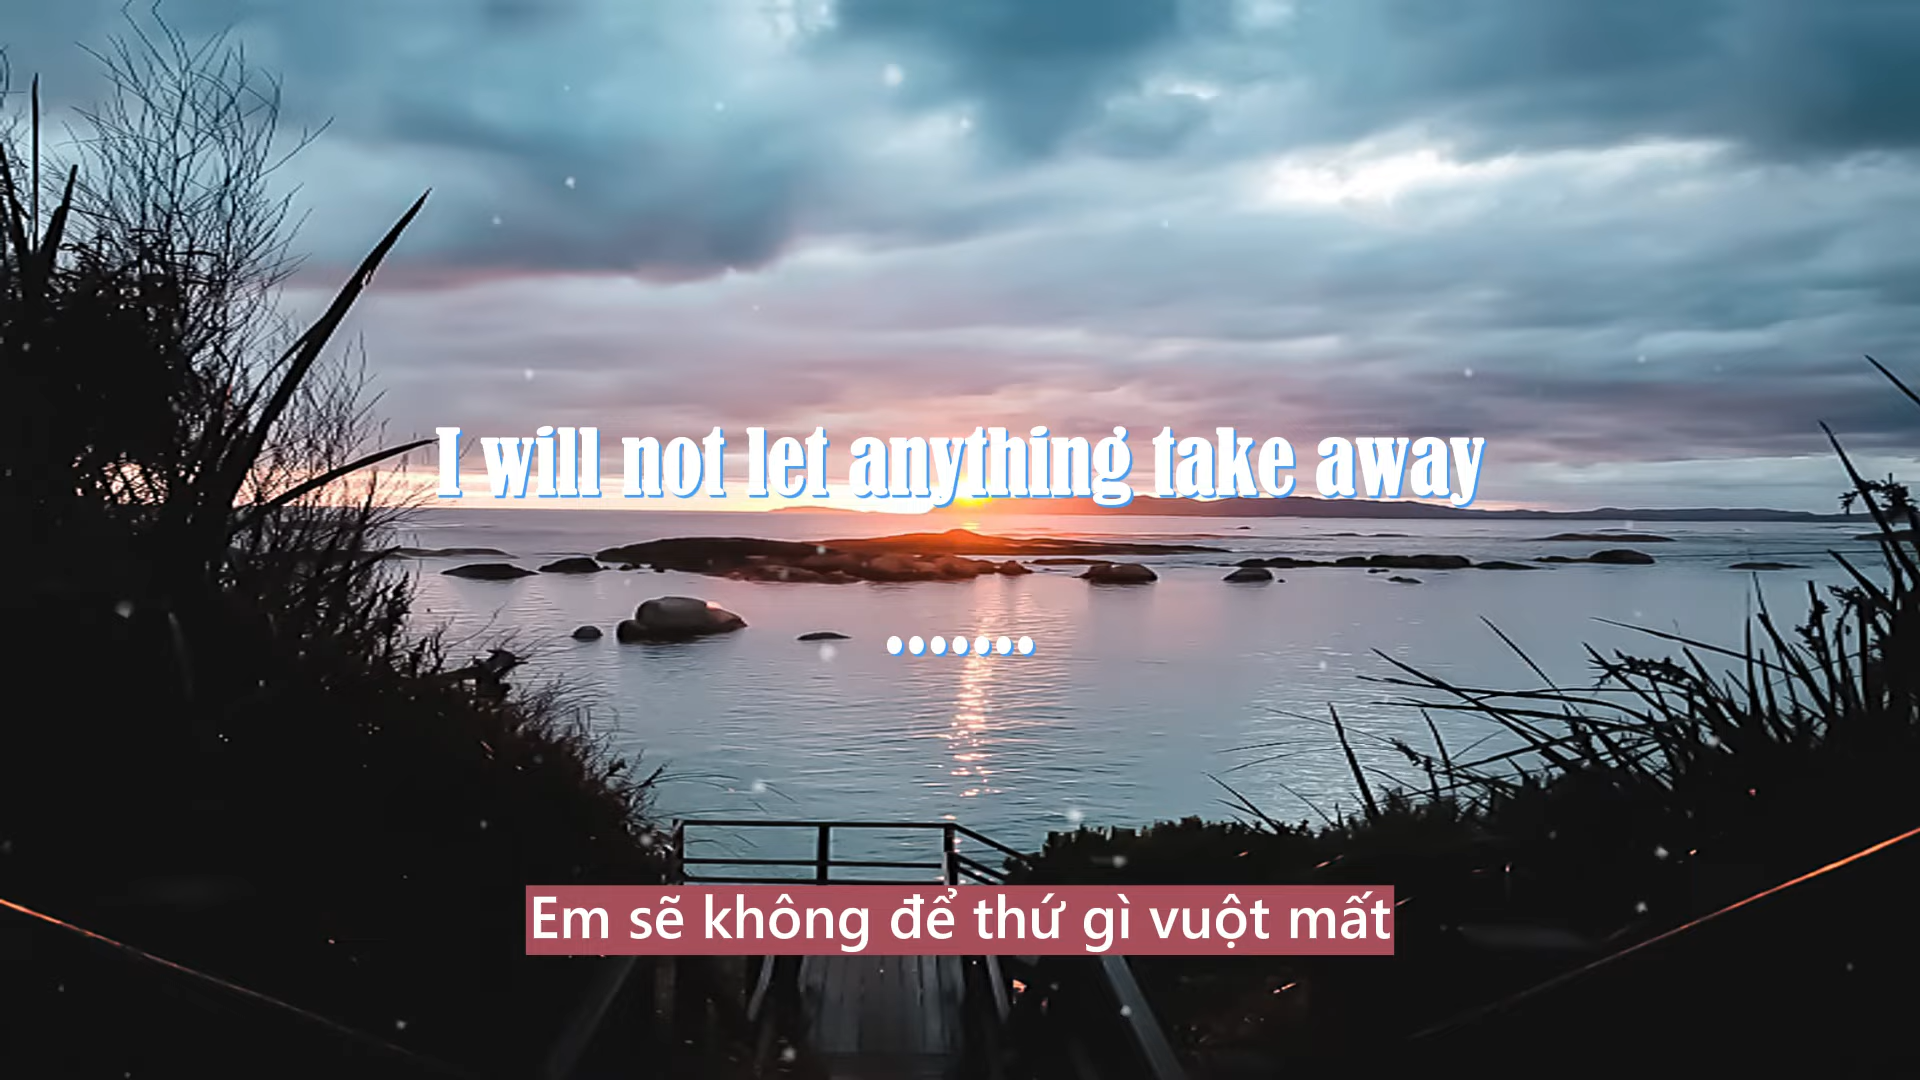 I will not let anything take away
.......
Em sẽ không để thứ gì vuột mất